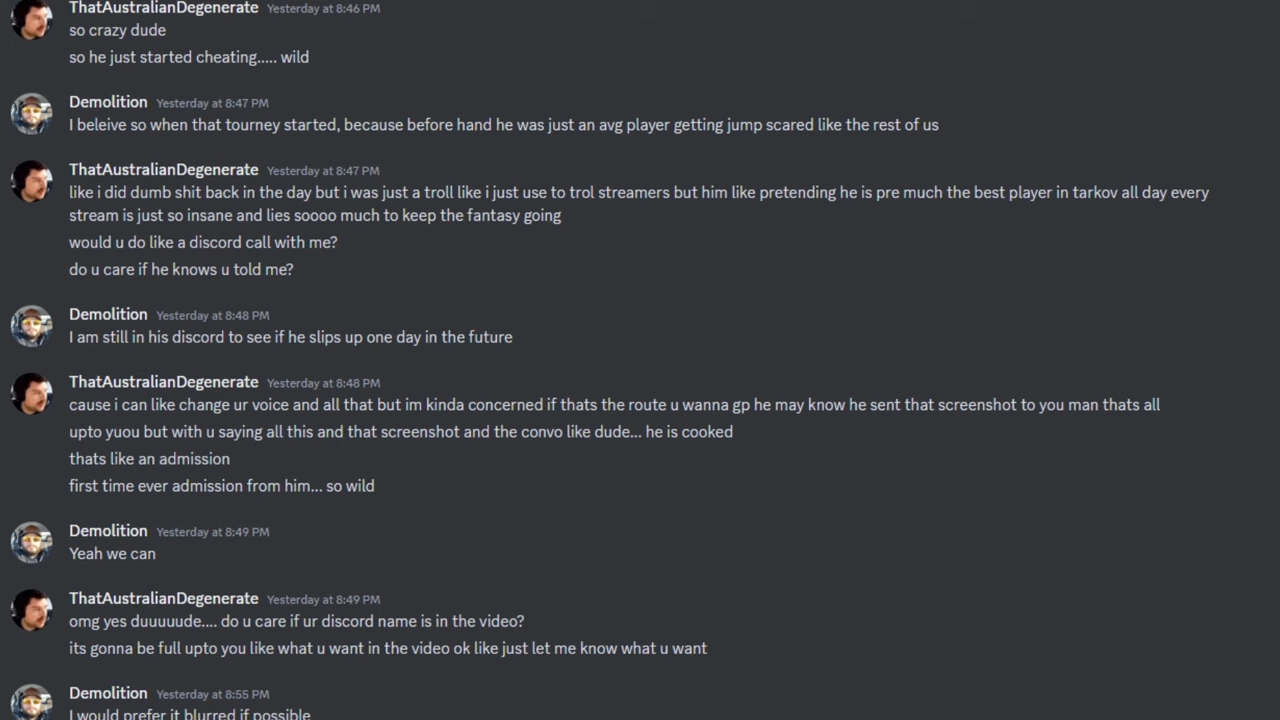 ThatAustralianDegenerate Yesterday at 8:46 PM
so crazy dude
so he just started cheating..... wild
Demolition Yesterday at 8:47 PM
I beleive so when that tourney started, because before hand he was just an avg player getting jump scared like the rest of us
ThatAustralianDegenerate Yesterday at 8:47 PM
like i did dumb shit back in the day but i was just a troll like i just use to trol streamers but him like pretending he is pre much the best player in tarkov all day every
stream is just so insane and lies soooo much to keep the fantasy going
would u do like a discord call with me?
do u care if he knows u told me?
Demolition Yesterday at 8:48 PM
I am still in his discord to see if he slips up one day in the future
ThatAustralianDegenerate Yesterday at 8:48 PM
cause i can like change ur voice and all that but im kinda concerned if thats the route u wanna gp he may know he sent that screenshot to you man thats all
upto yuou but with u saying all this and that screenshot and the convo like dude... he is cooked
thats like an admission
first time ever admission from him... so wild
Demolition Yesterday at 8:49 PM
Yeah we can
ThatAustralianDegenerate Yesterday at 8:49 PM
omg yes duuuuude.... do u care if ur discord name is in the video?
its gonna be full upto you like what u want in the video ok like just let me know what u want
Demolition Yesterday at 8:55 PM
I would prefer it blurred if possible